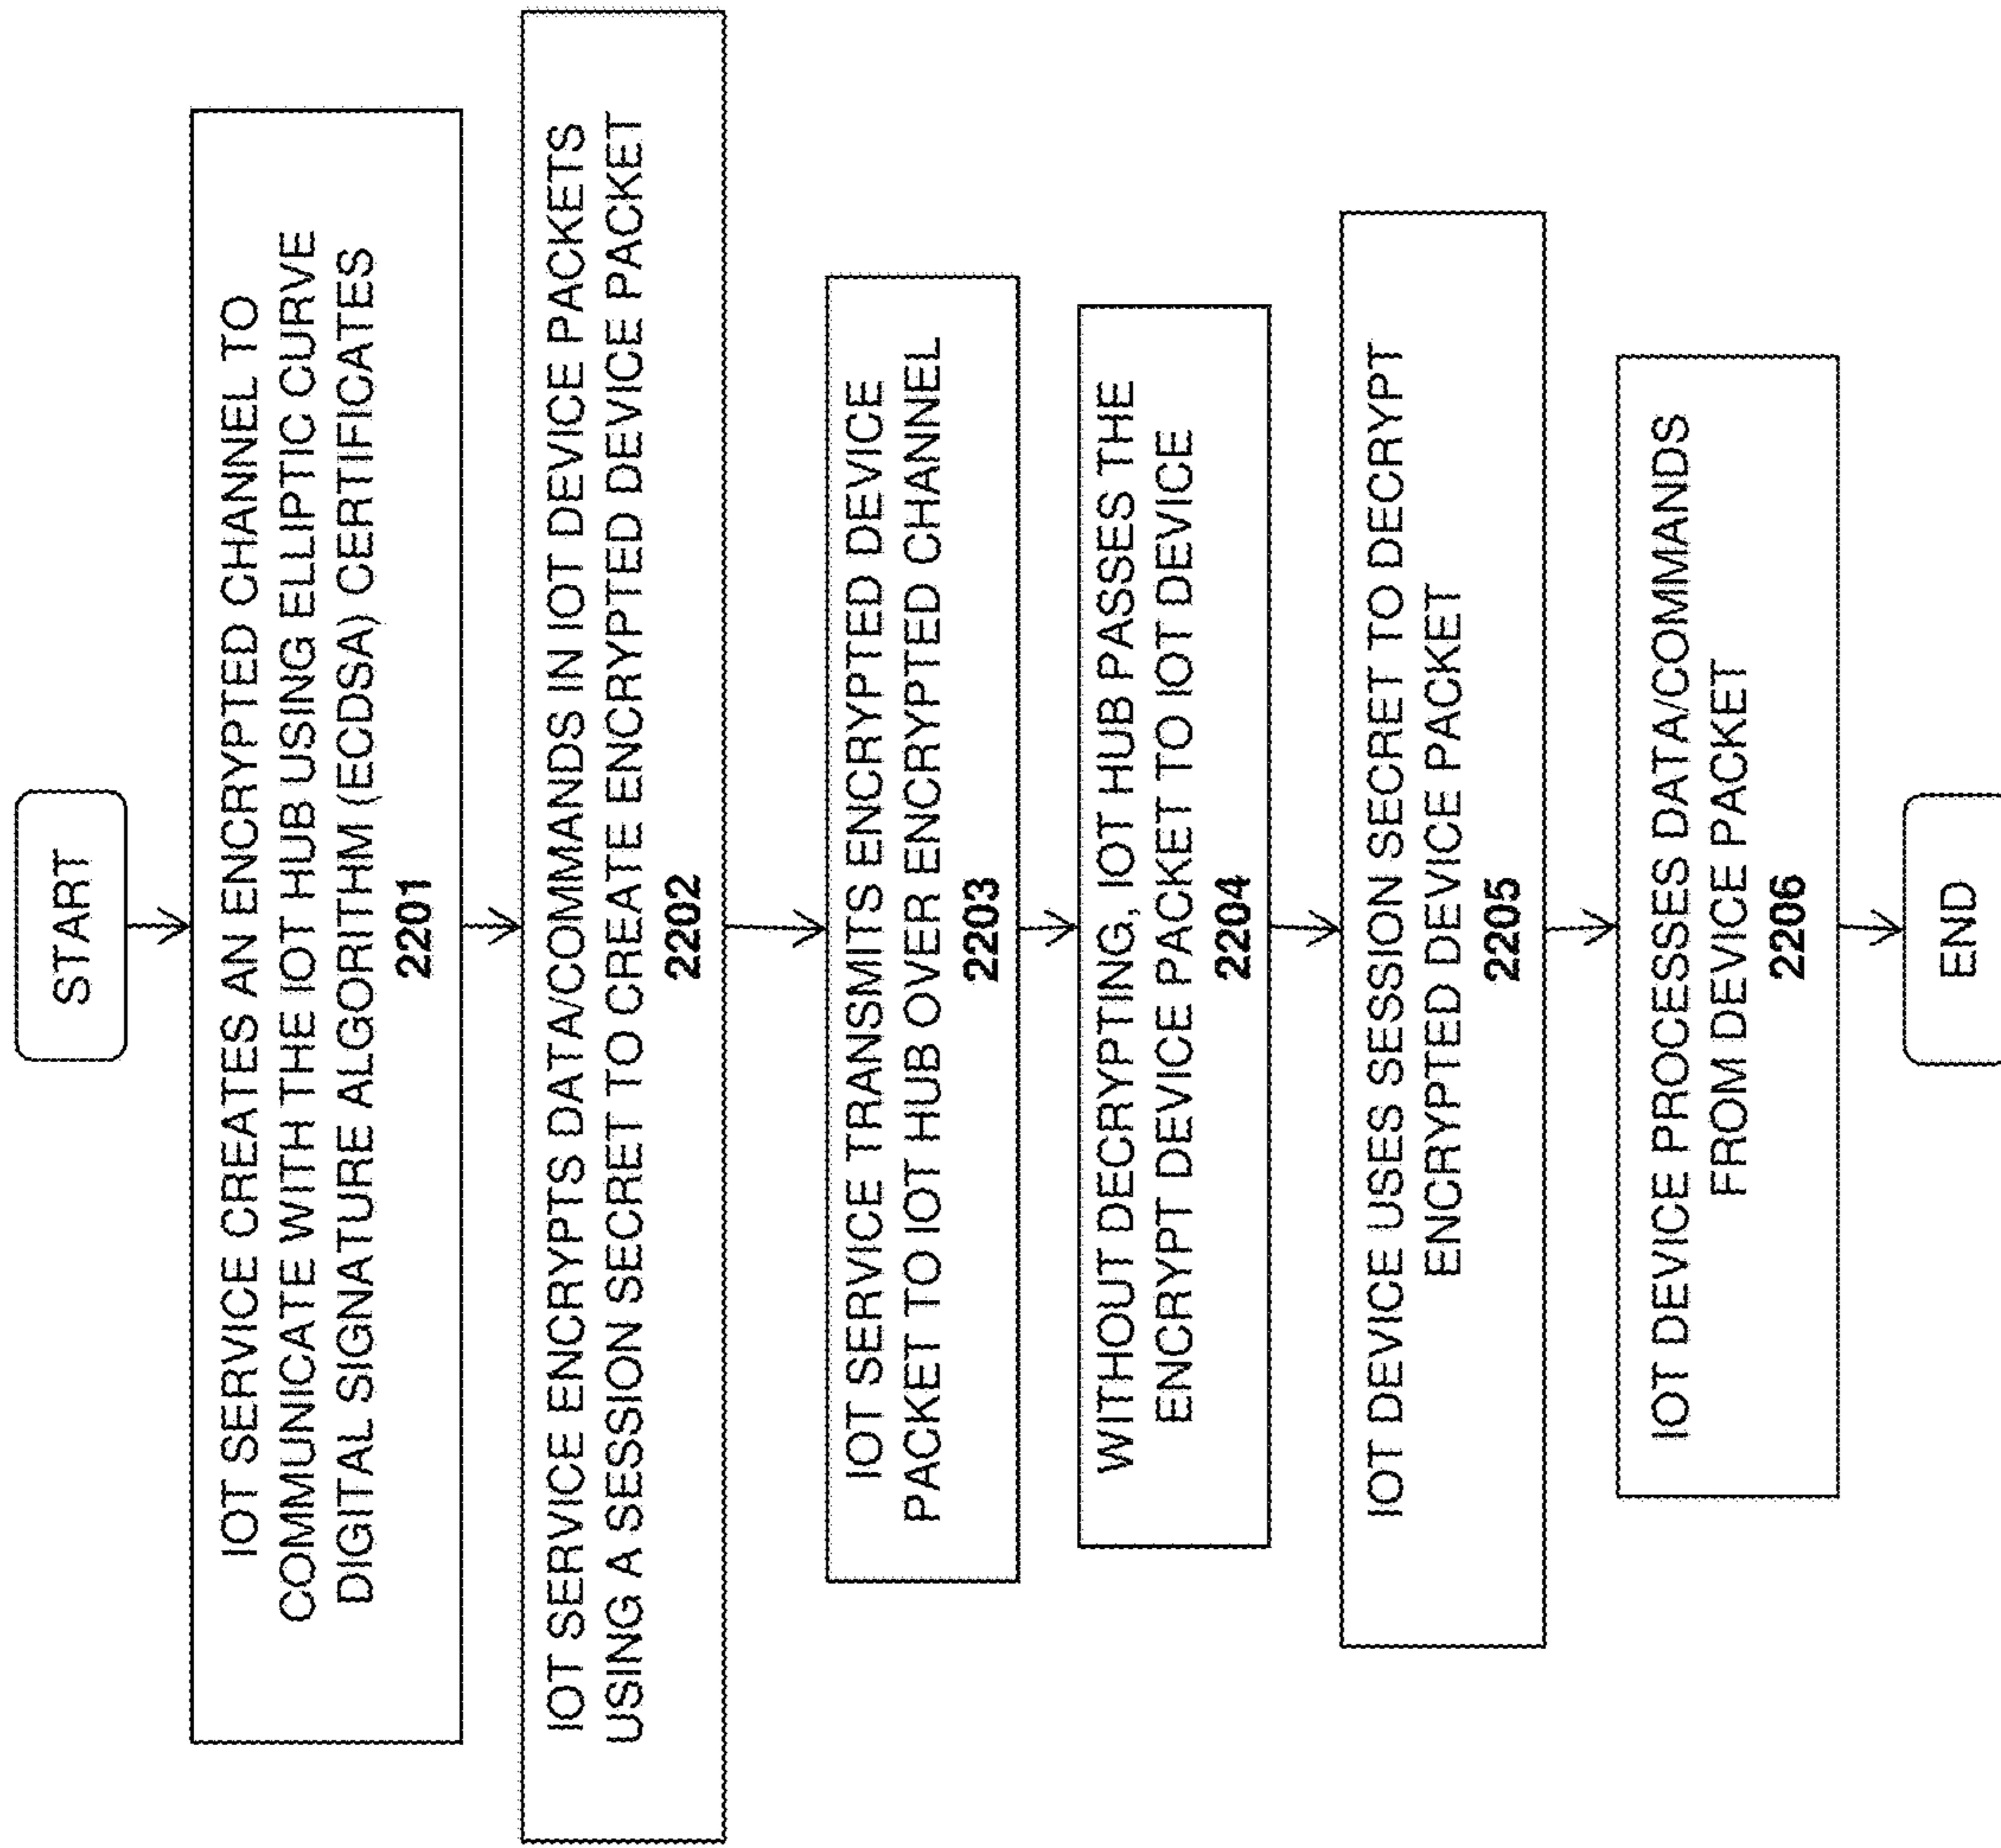 START
IOT SERVICE CREATES AN ENCRYPTED CHANNEL TO
COMMUNICATE WITH THE IOT HUB USING ELLIPTIC CURVE
DIGITAL SIGNATURE ALGORITHM (ECDSA) CERTIFICATES
2201
IOT SERVICE ENCRYPTS DATA/COMMANDS IN IOT DEVICE PACKETS
USING A SESSION SECRET TO CREATE ENCRYPTED DEVICE PACKET
2202
IOT SERVICE TRANSMITS ENCRYPTED DEVICE
PACKET TO IOT HUB OVER ENCRYPTED CHANNEL
2203
WITHOUT DECRYPTING, IOT HUB PASSES THE
ENCRYPT DEVICE PACKET TO IOT DEVICE
2204
IOT DEVICE USES SESSION SECRET TO DECRYPT
ENCRYPTED DEVICE PACKET
2205
IOT DEVICE PROCESSES DATA/COMMANDS
FROM DEVICE PACKET
2206
END